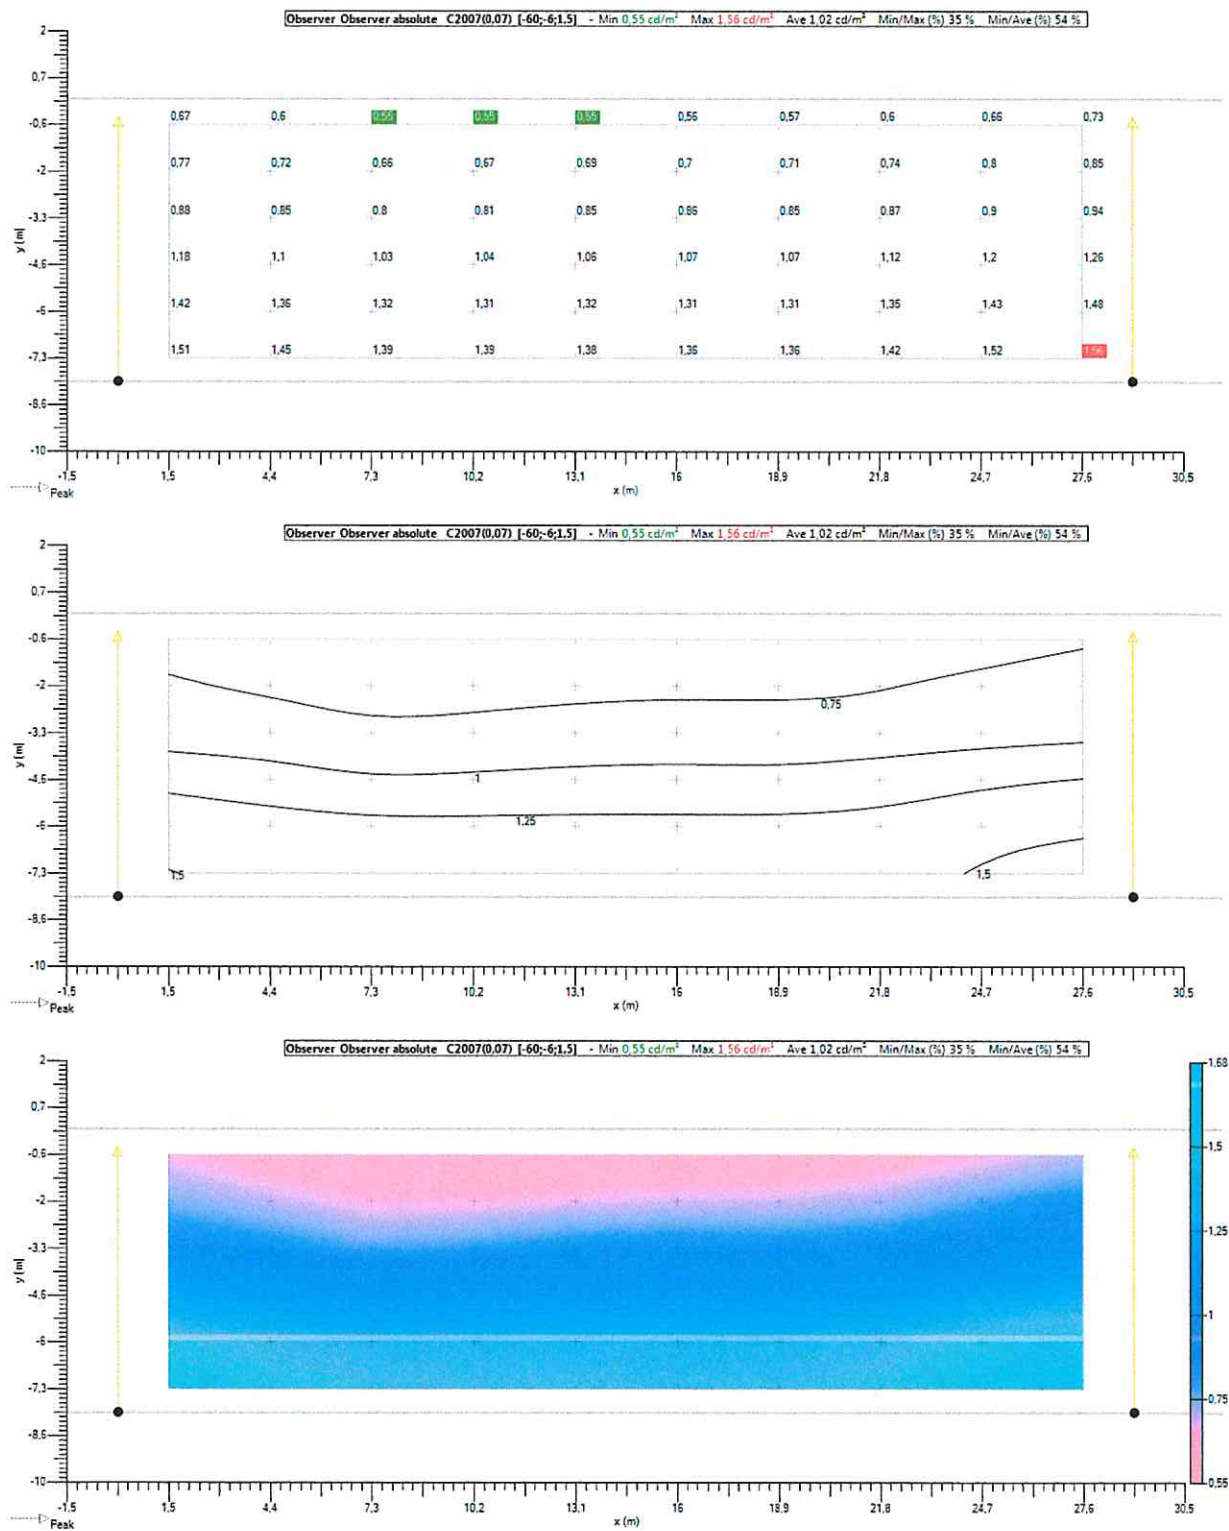 Observer Observer absolute C2007(0,07) [-60;-6;1,5] - Min 0,55 cd/m² Max 1,56 cd/m² Ave 1,02 cd/m² Min/Max (%) 35 % Min/Ave (%) 54 %
2
0,7
0,67 0,6 0,55 0,55 0,55 0,56 0,57 0,6 0,66 0,73
-0,6
0,77 0,72 0,66 0,67 0,69 0,7 0,71 0,74 0,8 0,85
-2
0,88 0,85 0,8 0,81 0,85 0,86 0,85 0,87 0,9 0,94
-3,3
y (m)
1,18 1,1 1,03 1,04 1,06 1,07 1,07 1,12 1,2 1,26
-4,6
1,42 1,36 1,32 1,31 1,32 1,31 1,31 1,35 1,43 1,48
-6
1,51 1,45 1,39 1,39 1,38 1,36 1,36 1,42 1,52 1,56
-7,3
-8,6
-10
-1,5 1,5 4,4 7,3 10,2 13,1 16 18,9 21,8 24,7 27,6 30,5
Peak
x (m)
Observer Observer absolute C2007(0,07) [-60;-6;1,5] - Min 0,55 cd/m² Max 1,56 cd/m² Ave 1,02 cd/m² Min/Max (%) 35 % Min/Ave (%) 54 %
2
0,7
-0,6
-2
0,75
-3,3
y (m)
1
-4,6
1,25
-6
-7,3
1,5 1,5
-8,6
-10
-1,5 1,5 4,4 7,3 10,2 13,1 16 18,9 21,8 24,7 27,6 30,5
Peak
x (m)
Observer Observer absolute C2007(0,07) [-60;-6;1,5] - Min 0,55 cd/m² Max 1,56 cd/m² Ave 1,02 cd/m² Min/Max (%) 35 % Min/Ave (%) 54 %
2
0,7
-0,6
-2
-3,3
y (m)
-4,6
-6
-7,3
-8,6
-10
1,68
1,5
1,25
1
0,75
0,55
-1,5 1,5 4,4 7,3 10,2 13,1 16 18,9 21,8 24,7 27,6 30,5
Peak
x (m)